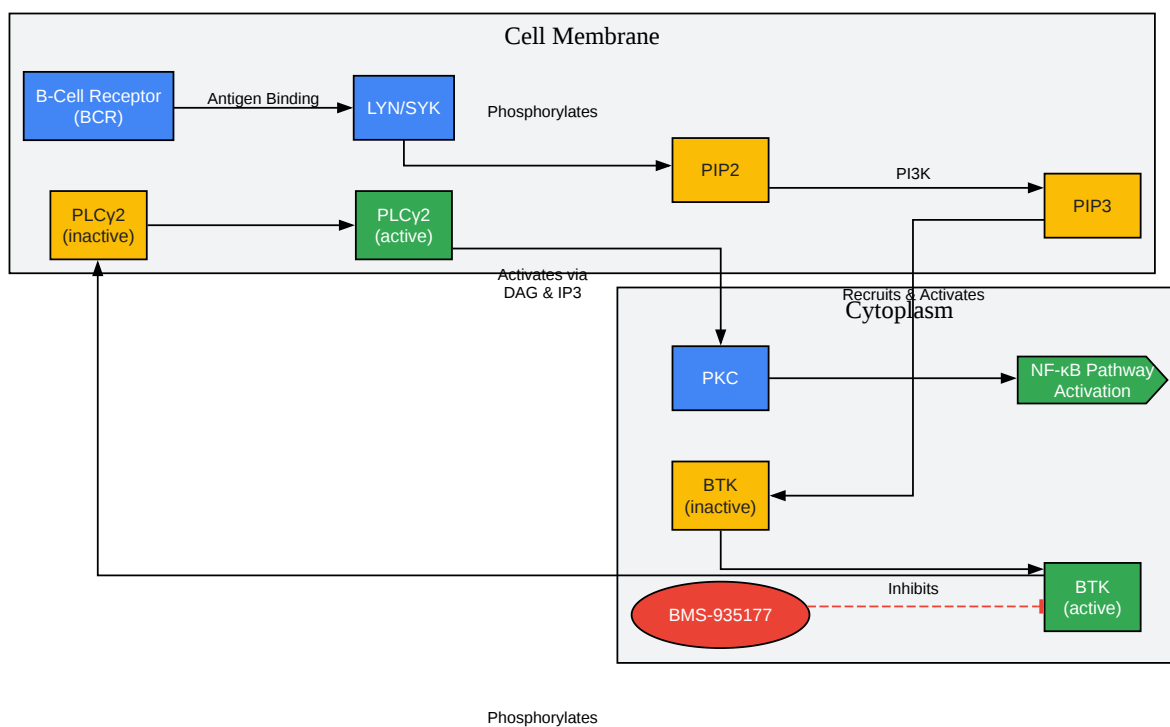 Cell Membrane
B-Cell Receptor
(BCR)
Antigen Binding
LYN/SYK
Phosphorylates
PIP2
PI3K
PIP3
PLCγ2
(inactive)
PLCγ2
(active)
Activates via
DAG & IP3
Recruits & Activates
Cytoplasm
PKC
NF-κB Pathway
Activation
BTK
(inactive)
Inhibits
BTK
(active)
BMS-935177
Phosphorylates